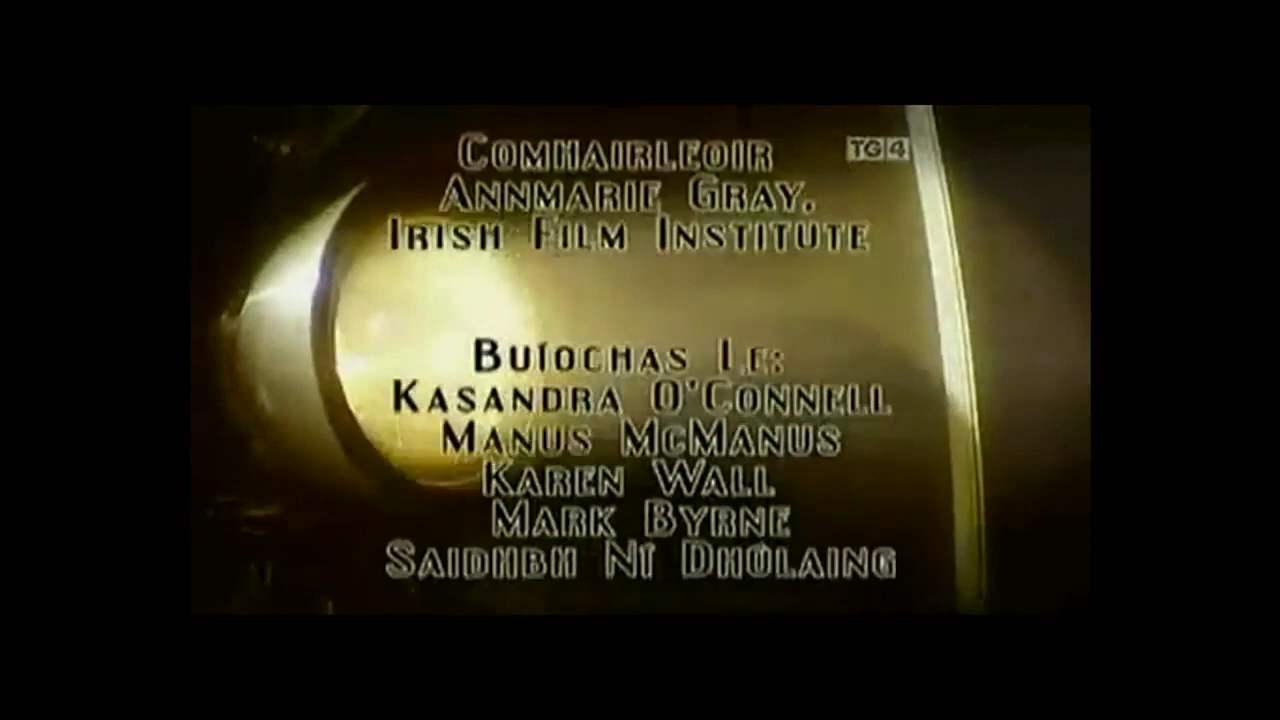 COMHAIRLEOIR
ANNMARIE GRAY,
IRISH FILM INSTITUTE
TG4
BUÍOCHAS LE:
KASANDRA O'CONNELL
MANUS MCMANUS
KAREN WALL
MARK BYRNE
SAIDHBH NÍ DHÚLAING